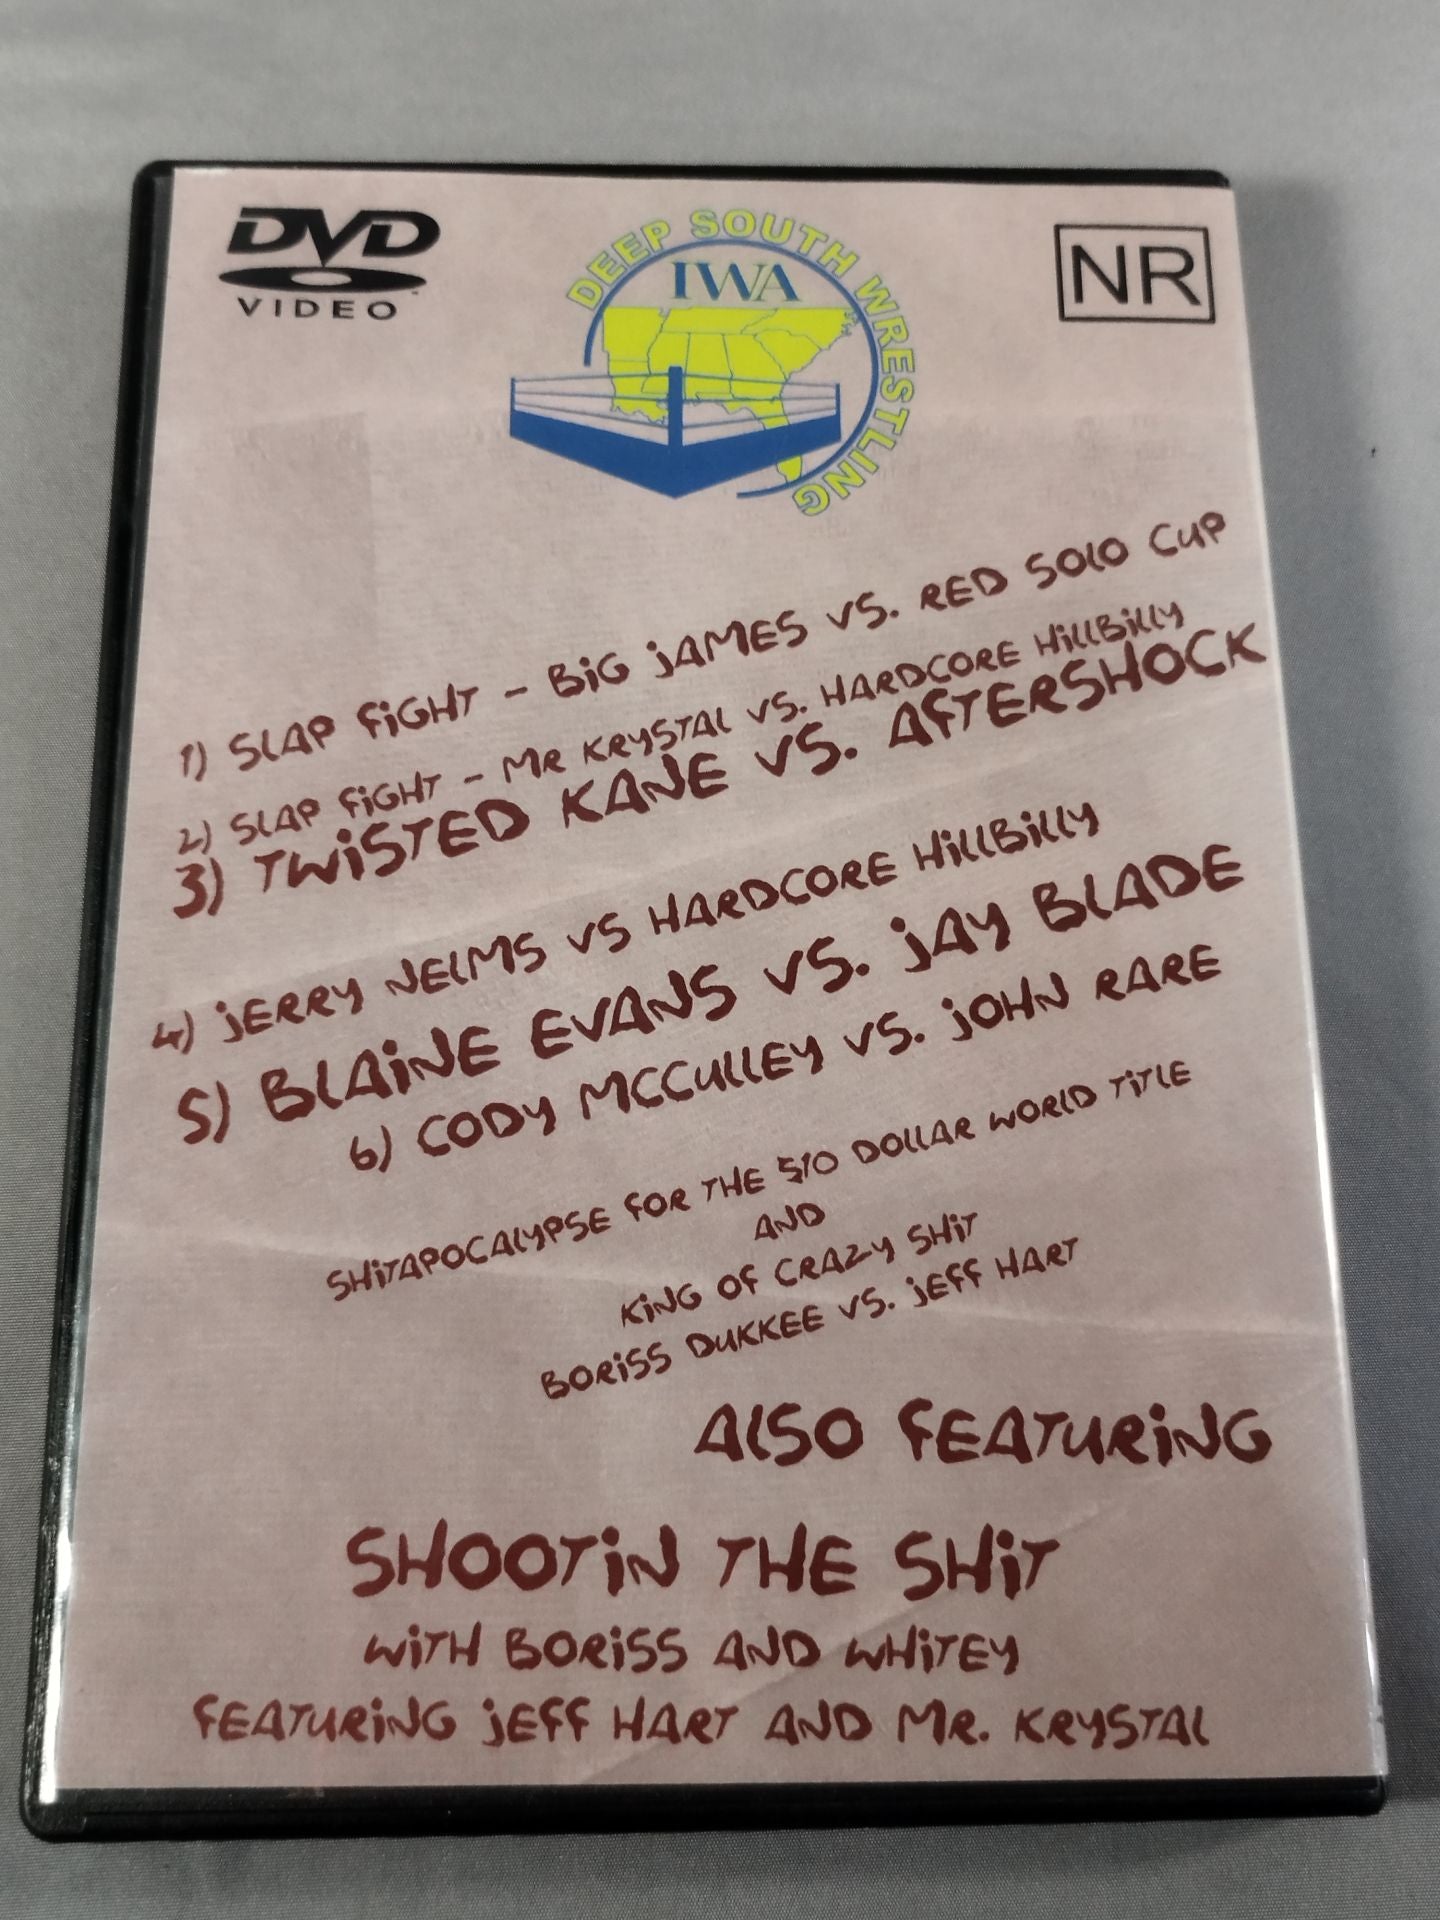 DVD VIDEO
DEEP SOUTH WRESTLING
IWA
NR
1) SLAP FIGHT - BIG JAMES VS. RED SOLO CUP
2) SLAP FIGHT - MR KRYSTAL VS. HARDCORE HILLBILLY
3) TWISTED KANE VS. AFTERSHOCK
4) JERRY NELMS VS HARDCORE HILLBILLY
5) BLAINE EVANS VS. JAY BLADE
6) CODY MCCULLEY VS. JOHN RARE
SHITAPOCALYPSE FOR THE $10 DOLLAR WORLD TITLE
AND
KING OF CRAZY SHIT
BORISS DUKKEE VS. JEFF HART
ALSO FEATURING
SHOOTIN THE SHIT
WITH BORISS AND WHITEY
FEATURING JEFF HART AND MR. KRYSTAL